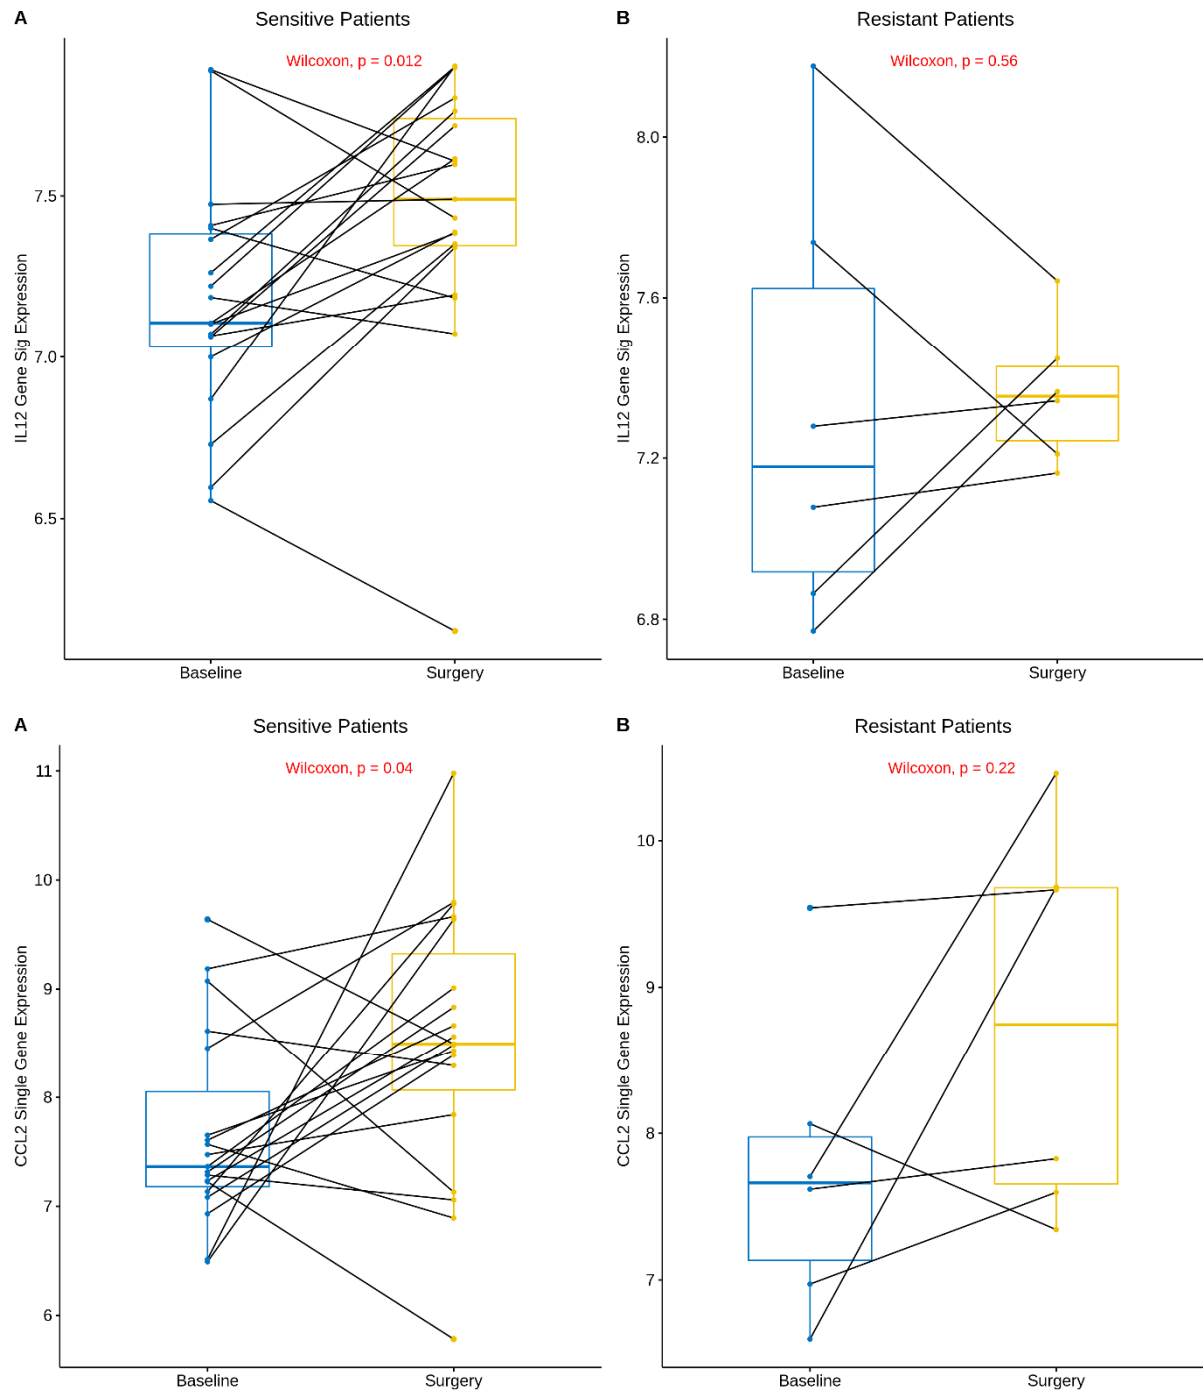 A
Sensitive Patients
Wilcoxon, p = 0.012
IL12 Gene Sig Expression
7.5
7.0
6.5
Baseline
Surgery
B
Resistant Patients
Wilcoxon, p = 0.56
IL12 Gene Sig Expression
8.0
7.6
7.2
6.8
Baseline
Surgery
A
Sensitive Patients
Wilcoxon, p = 0.04
CCL2 Single Gene Expression
11
10
9
8
7
6
Baseline
Surgery
B
Resistant Patients
Wilcoxon, p = 0.22
CCL2 Single Gene Expression
10
9
8
7
Baseline
Surgery